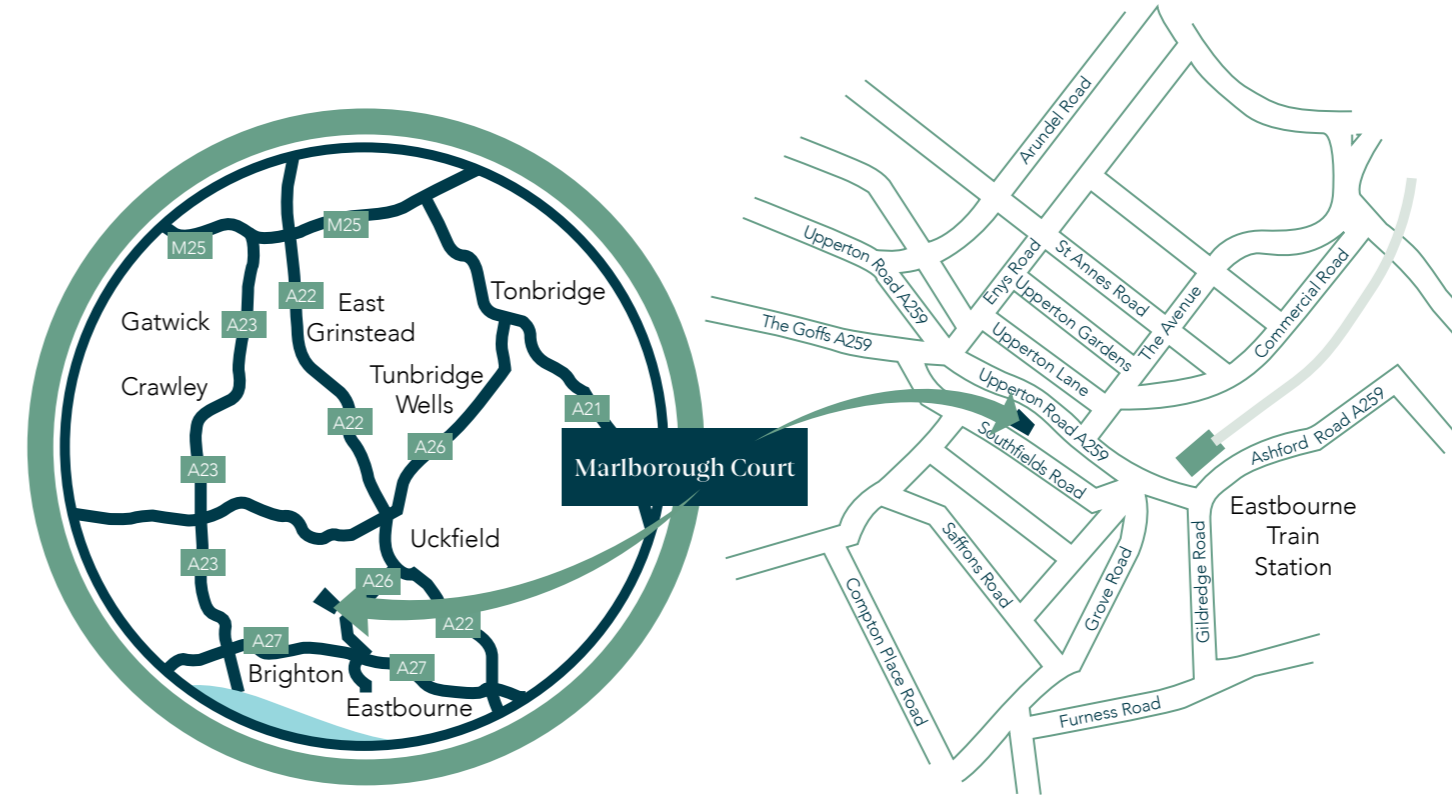 M25
M25
A22
East
Grinstead
Tonbridge
Gatwick
A23
Crawley
Tunbridge
Wells
A22
A21
A26
A23
Marlborough Court
Uckfield
A23
A26
A22
A27
A27
Brighton
Eastbourne
Arundel Road
Upperton Road A259
Enys Road
St Annes Road
Upperton Gardens
The Avenue
Commercial Road
The Goffs A259
Upperton Lane
Upperton Road A259
Southfields Road
Ashford Road A259
Eastbourne
Train
Station
Saffrons Road
Grove Road
Gildredge Road
Compton Place Road
Furness Road